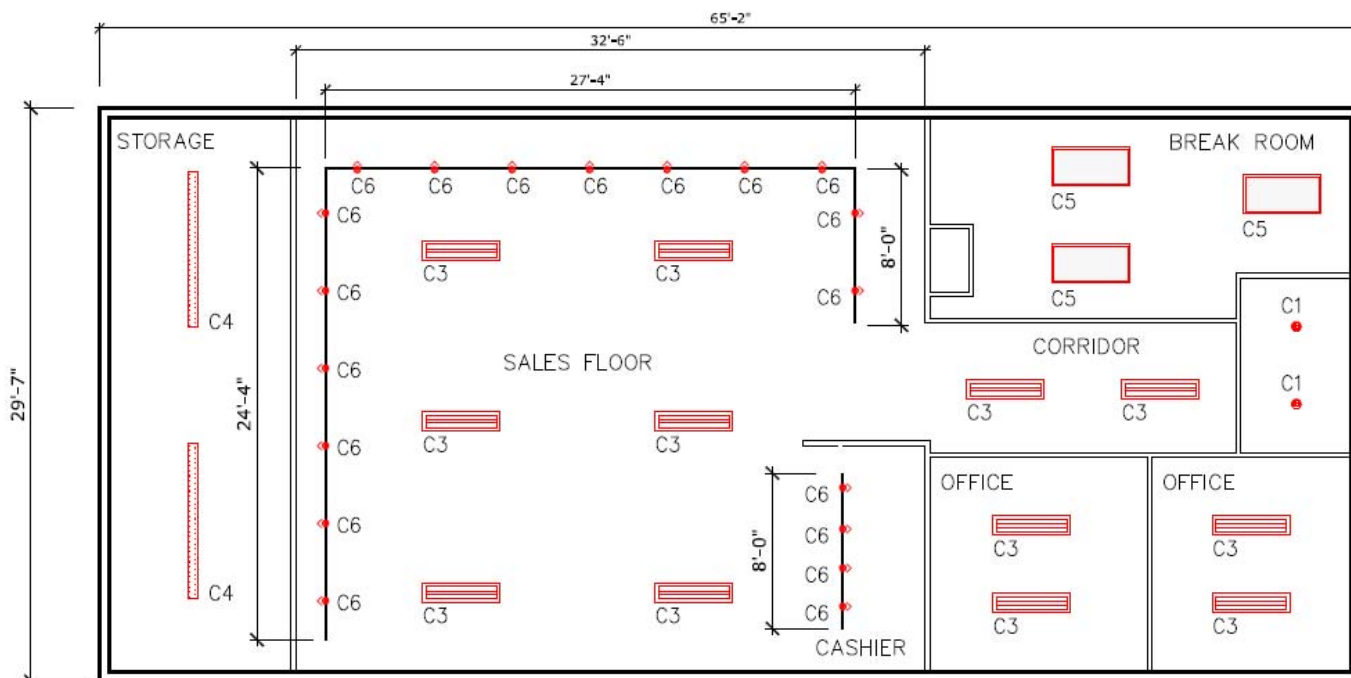 65'-2"
32'-6"
27'-4"
STORAGE
BREAK ROOM
C6 C6 C6 C6 C6 C6 C6
C5
C6
C6
C5
8'-0"
C3 C3
C5
C6
C6
C1
C4
SALES FLOOR
CORRIDOR
C6
C1
29'-7"
24'-4"
C3 C3
C3 C3
C6
OFFICE
OFFICE
C6
C6
C6
8'-0"
C3
C3
C6
C6
C4
C6
C3 C3
C6
C3
C3
CASHIER